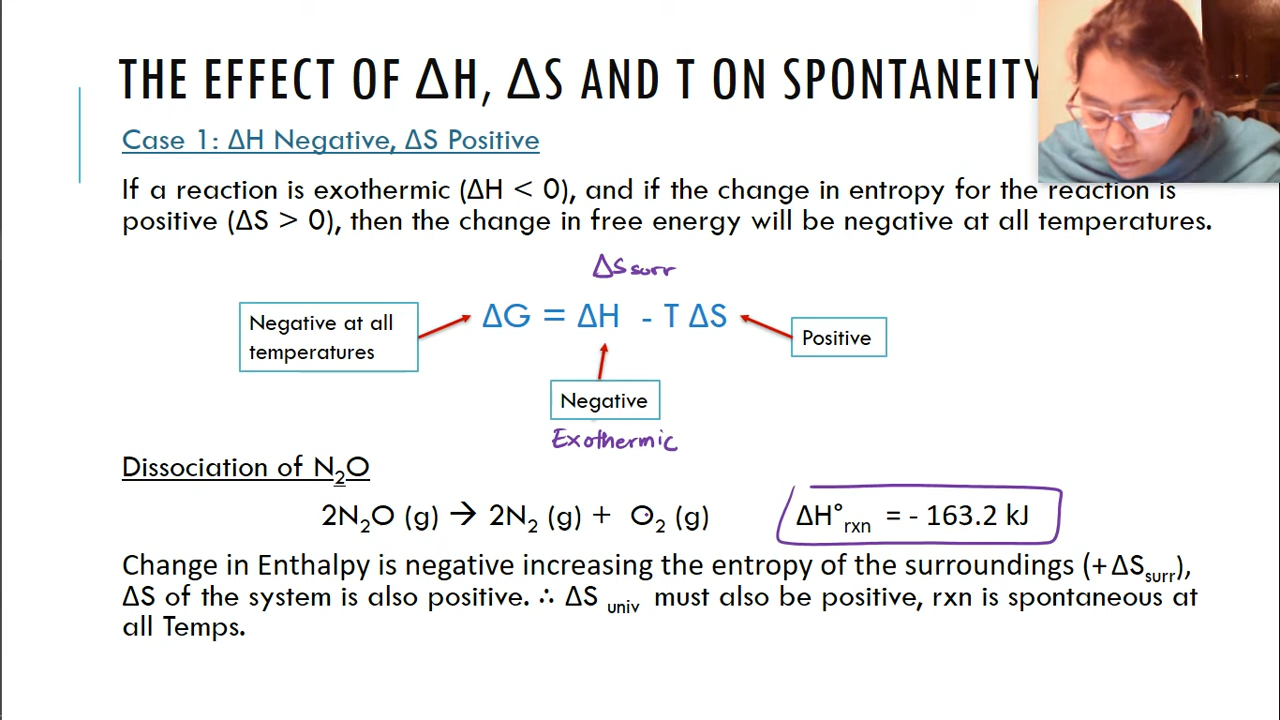 THE EFFECT OF ΔH, ΔS AND T ON SPONTANEITY
Case 1: ΔH Negative, ΔS Positive
If a reaction is exothermic (ΔH < 0), and if the change in entropy for the reaction is
positive (ΔS > 0), then the change in free energy will be negative at all temperatures.
ΔSsurr
Negative at all
temperatures
ΔG = ΔH - T ΔS
Positive
Negative
Exothermic
Dissociation of N₂O
2N₂O (g) → 2N₂ (g) + O₂ (g) ΔH°rxn = - 163.2 kJ
Change in Enthalpy is negative increasing the entropy of the surroundings (+ΔSsurr),
ΔS of the system is also positive. ∴ ΔS univ must also be positive, rxn is spontaneous at
all Temps.